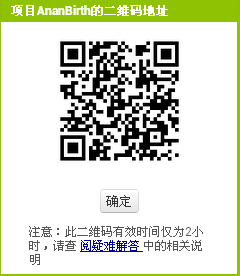 项目AnanBirth的二维码地址
确定
注意：此二维码有效时间仅为2小
时，请查 阅疑难解答 中的相关说
明